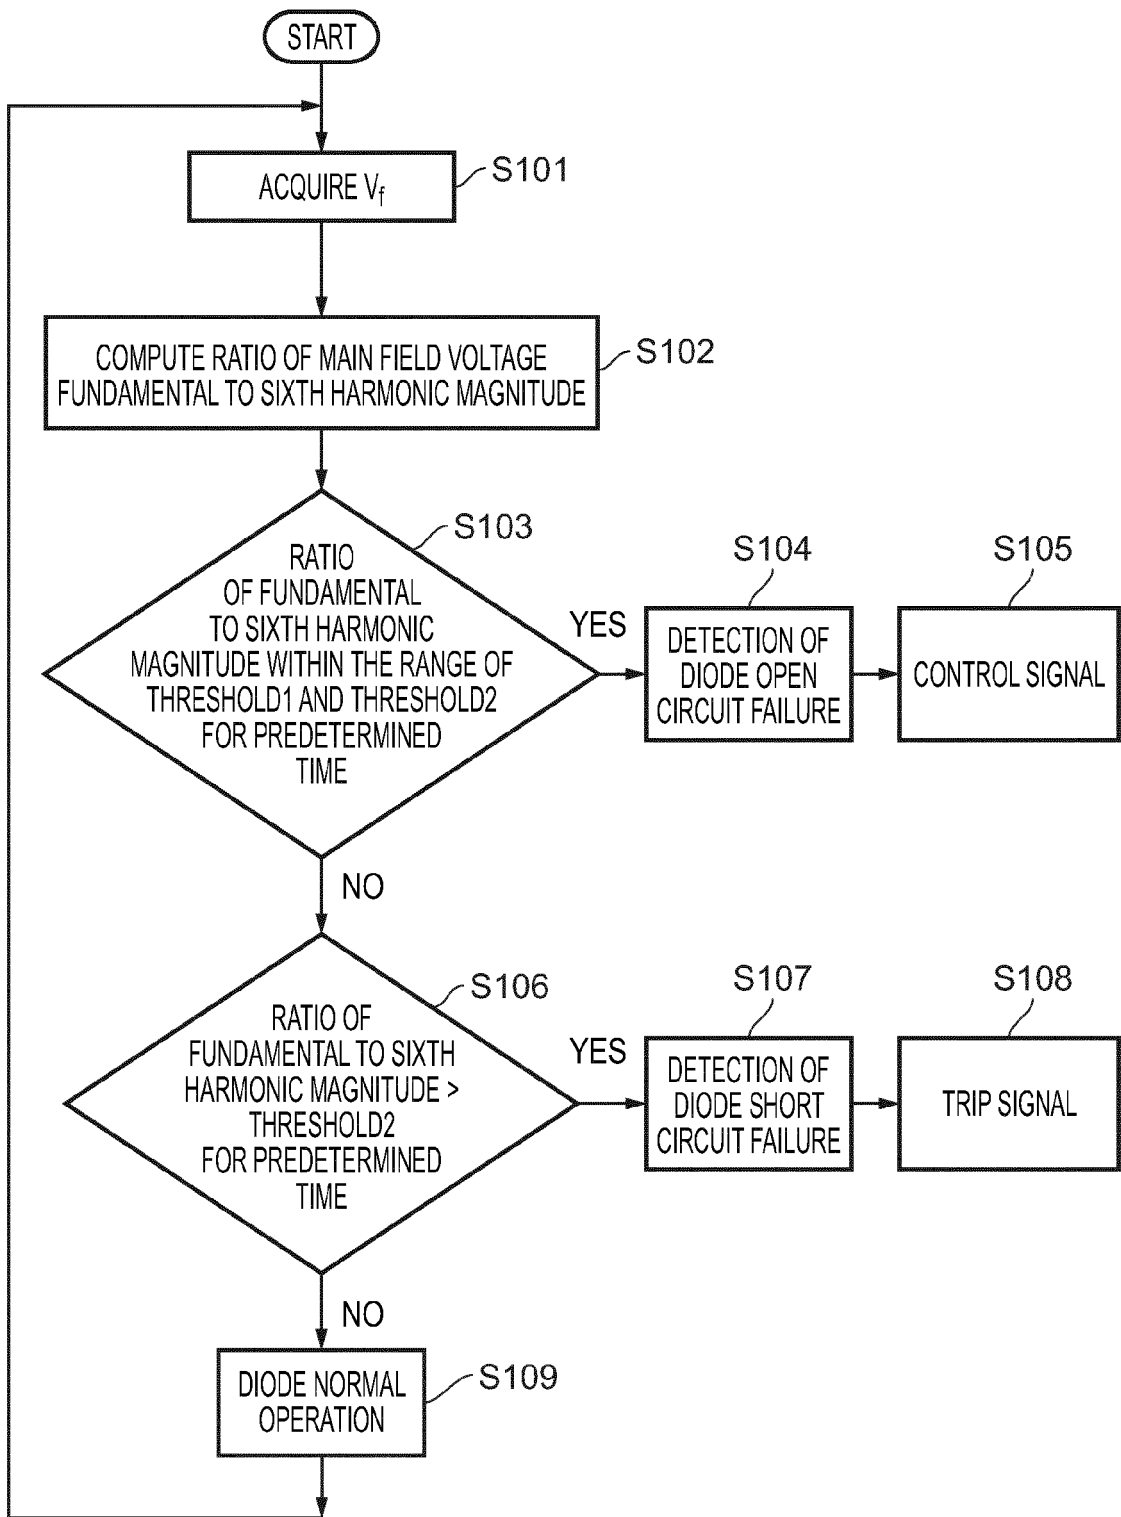 START
ACQUIRE Vf
S101
COMPUTE RATIO OF MAIN FIELD VOLTAGE
FUNDAMENTAL TO SIXTH HARMONIC MAGNITUDE
S102
RATIO
OF FUNDAMENTAL
TO SIXTH HARMONIC
MAGNITUDE WITHIN THE RANGE OF
THRESHOLD1 AND THRESHOLD2
FOR PREDETERMINED
TIME
S103
YES
DETECTION OF
DIODE OPEN
CIRCUIT FAILURE
S104
CONTROL SIGNAL
S105
NO
RATIO OF
FUNDAMENTAL TO SIXTH
HARMONIC MAGNITUDE >
THRESHOLD2
FOR PREDETERMINED
TIME
S106
YES
DETECTION OF
DIODE SHORT
CIRCUIT FAILURE
S107
TRIP SIGNAL
S108
NO
DIODE NORMAL
OPERATION
S109